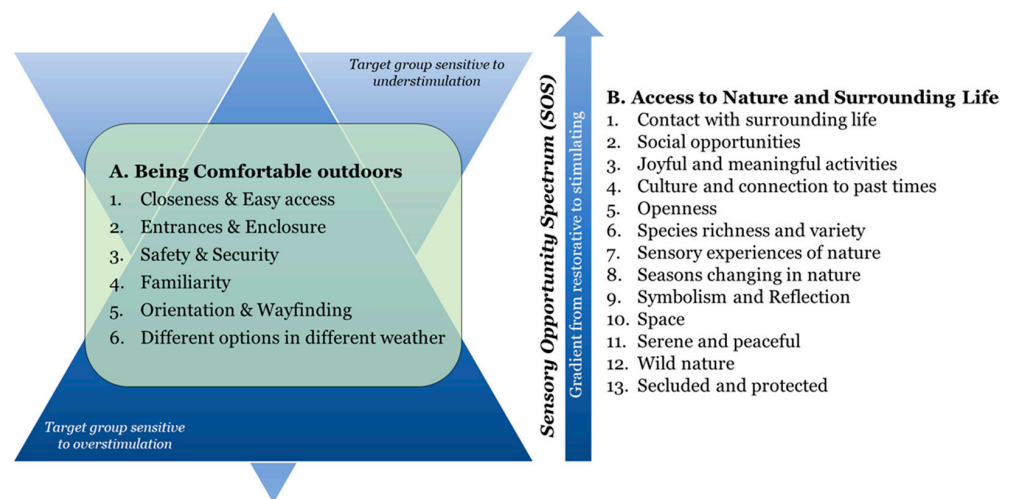 Target group sensitive to
understimulation
A. Being Comfortable outdoors
1. Closeness & Easy access
2. Entrances & Enclosure
3. Safety & Security
4. Familiarity
5. Orientation & Wayfinding
6. Different options in different weather
Target group sensitive
to overstimulation
Sensory Opportunity Spectrum (SOS)
Gradient from restorative to stimulating
B. Access to Nature and Surrounding Life
1. Contact with surrounding life
2. Social opportunities
3. Joyful and meaningful activities
4. Culture and connection to past times
5. Openness
6. Species richness and variety
7. Sensory experiences of nature
8. Seasons changing in nature
9. Symbolism and Reflection
10. Space
11. Serene and peaceful
12. Wild nature
13. Secluded and protected